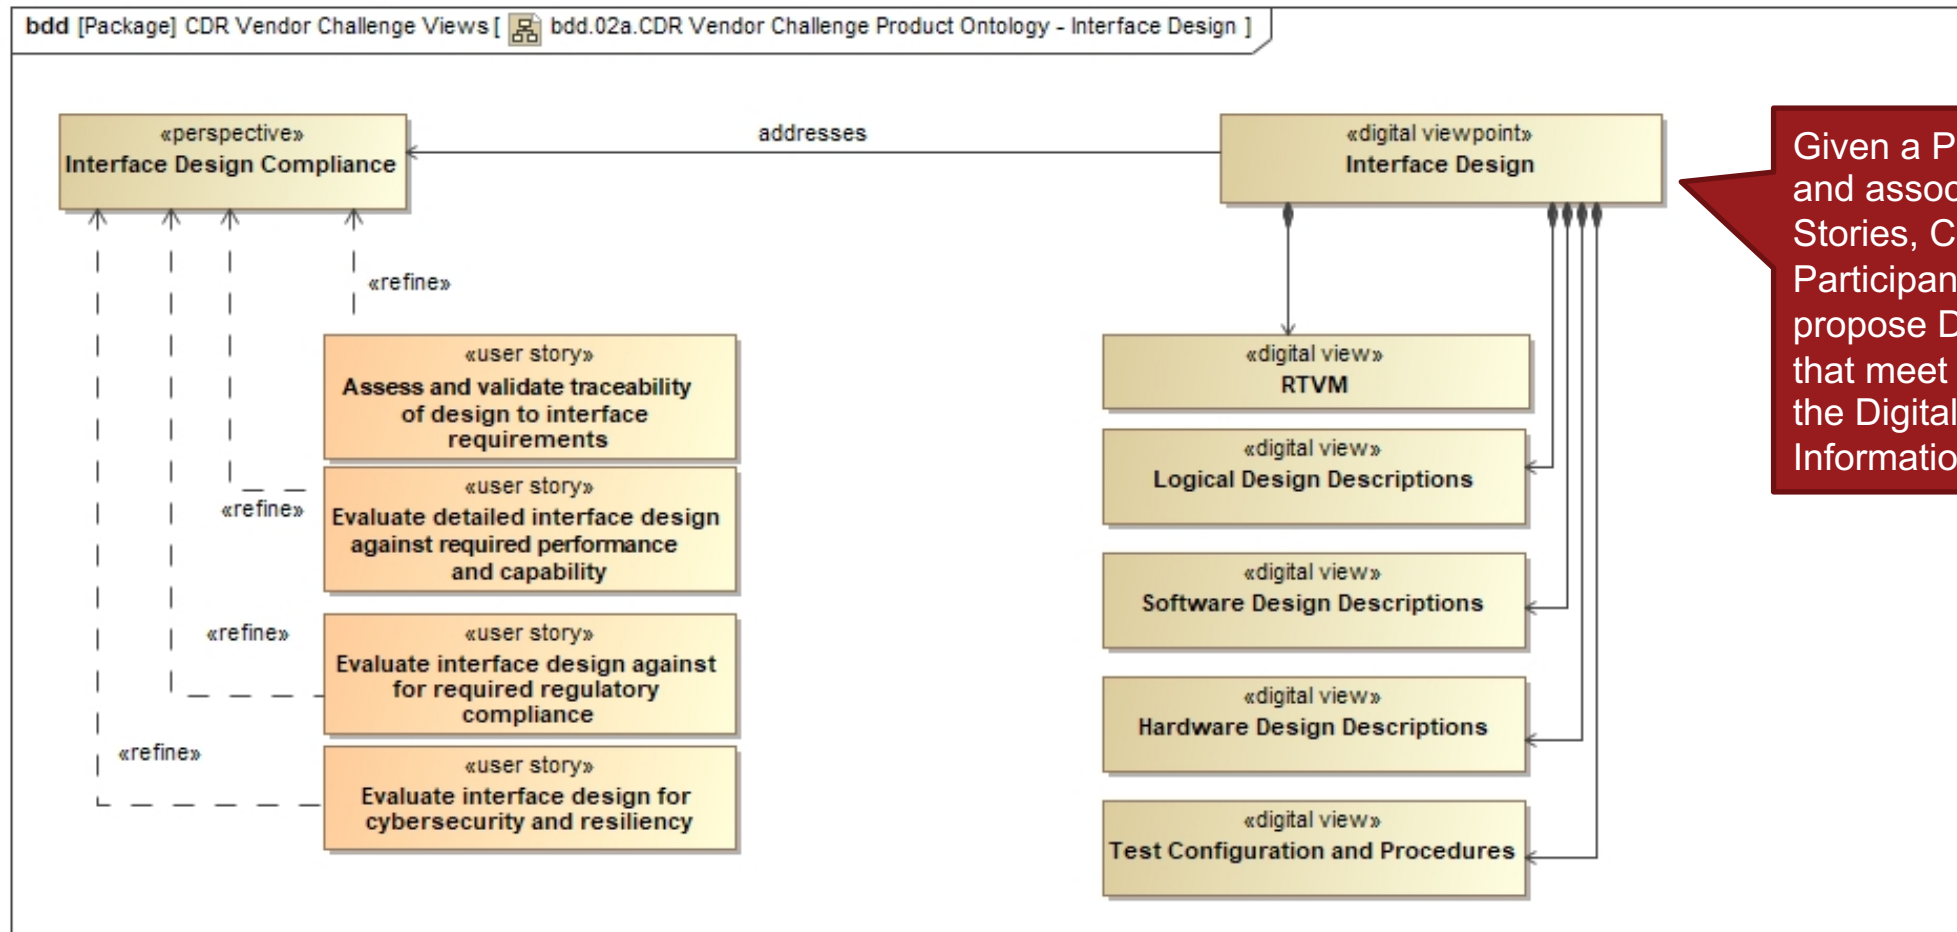 bdd [Package] CDR Vendor Challenge Views [ bdd.02a.CDR Vendor Challenge Product Ontology - Interface Design ]
«perspective»
Interface Design Compliance
addresses
«digital viewpoint»
Interface Design
«refine»
«user story»
Assess and validate traceability
of design to interface
requirements
«refine»
«user story»
Evaluate detailed interface design
against required performance
and capability
«refine»
«user story»
Evaluate interface design against
for required regulatory
compliance
«refine»
«user story»
Evaluate interface design for
cybersecurity and resiliency
«digital view»
RTVM
«digital view»
Logical Design Descriptions
«digital view»
Software Design Descriptions
«digital view»
Hardware Design Descriptions
«digital view»
Test Configuration and Procedures
Given a
and
Stories,
propose
that meet
the Digital